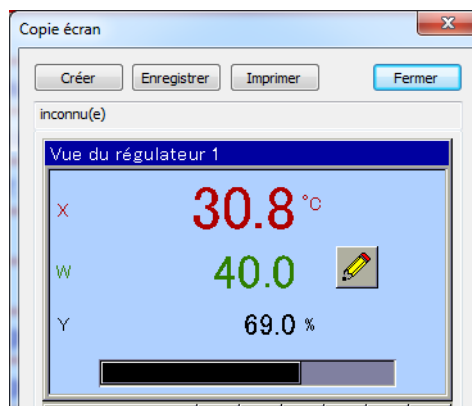 Copie écran
Créer Enregistrer Imprimer Fermer
inconnu(e)
Vue du régulateur 1
X 30.8 °C
W 40.0
Y 69.0 %